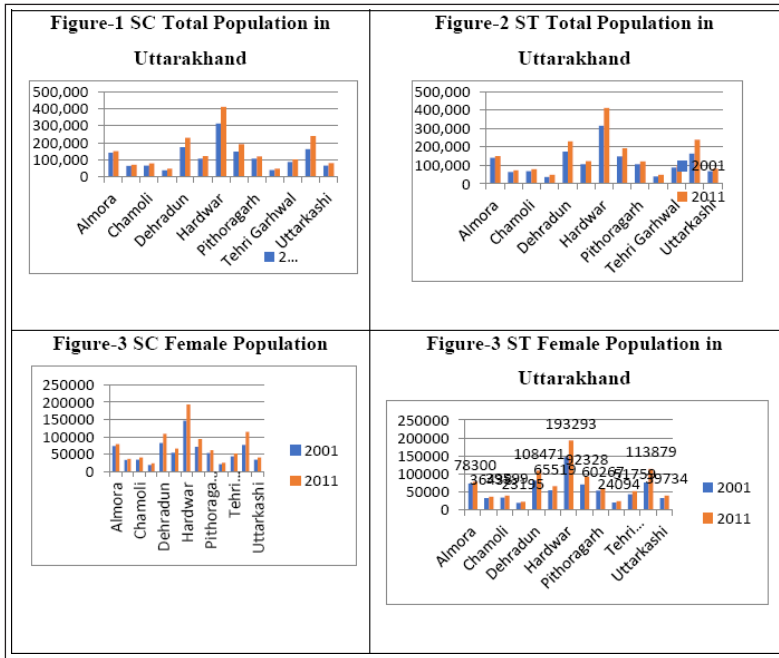 Figure-1 SC Total Population in
Uttarakhand
500,000
400,000
300,000
200,000
100,000
0
Almora
Chamoli
Dehradun
Hardwar
Pithoragarh
Tehri Garhwal
Uttarkashi
2...
Figure-2 ST Total Population in
Uttarakhand
500,000
400,000
300,000
200,000
100,000
0
Almora
Chamoli
Dehradun
Hardwar
Pithoragarh
Tehri Garhwal
Uttarkashi
2001
2011
Figure-3 SC Female Population
250000
200000
150000
100000
50000
0
Almora
Chamoli
Dehradun
Hardwar
Pithoraga...
Tehri...
Uttarkashi
2001
2011
Figure-3 ST Female Population in
Uttarakhand
250000
200000
150000
100000
50000
0
78300
23195
108471
65519
193293
92328
60267
24094
51759
113879
39734
Almora
Chamoli
Dehradun
Hardwar
Pithoragarh
Tehri...
Uttarkashi
2001
2011